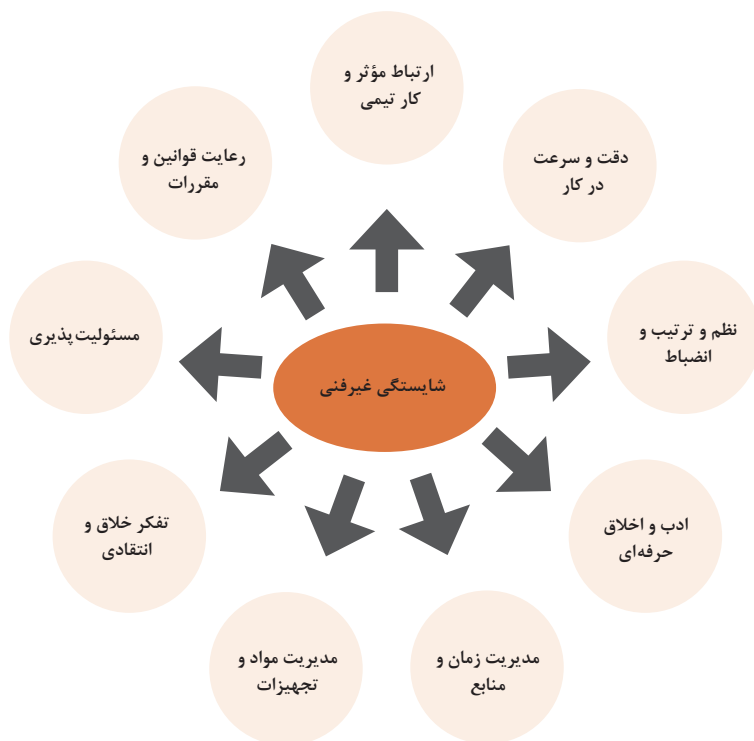 ارتباط مؤثر و
کار تیمی
دقت و سرعت
در کار
نظم و ترتیب و
انضباط
ادب و اخلاق
حرفه‌ای
مدیریت زمان و
منابع
مدیریت مواد و
تجهیزات
تفکر خلاق و
انتقادی
مسئولیت‌پذیری
رعایت قوانین و
مقررات
شایستگی غیرفنی